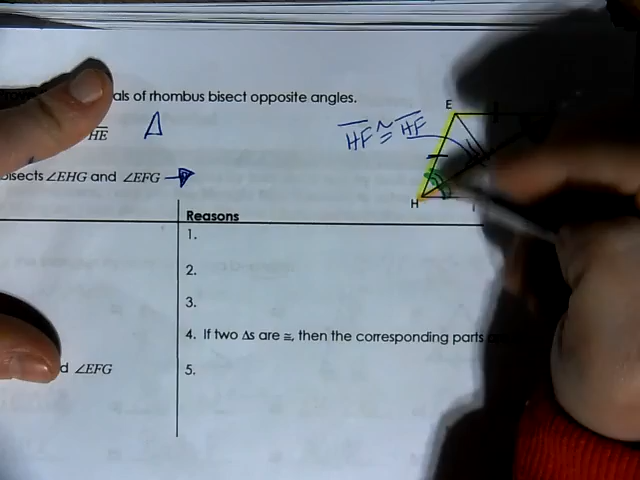 als of rhombus bisect opposite angles.
HE Δ HF ≅ HF E
bisects ∠EHG and ∠EFG →
H
Reasons
1.
2.
3.
4. If two Δs are ≅, then the corresponding parts
5.
d ∠EFG